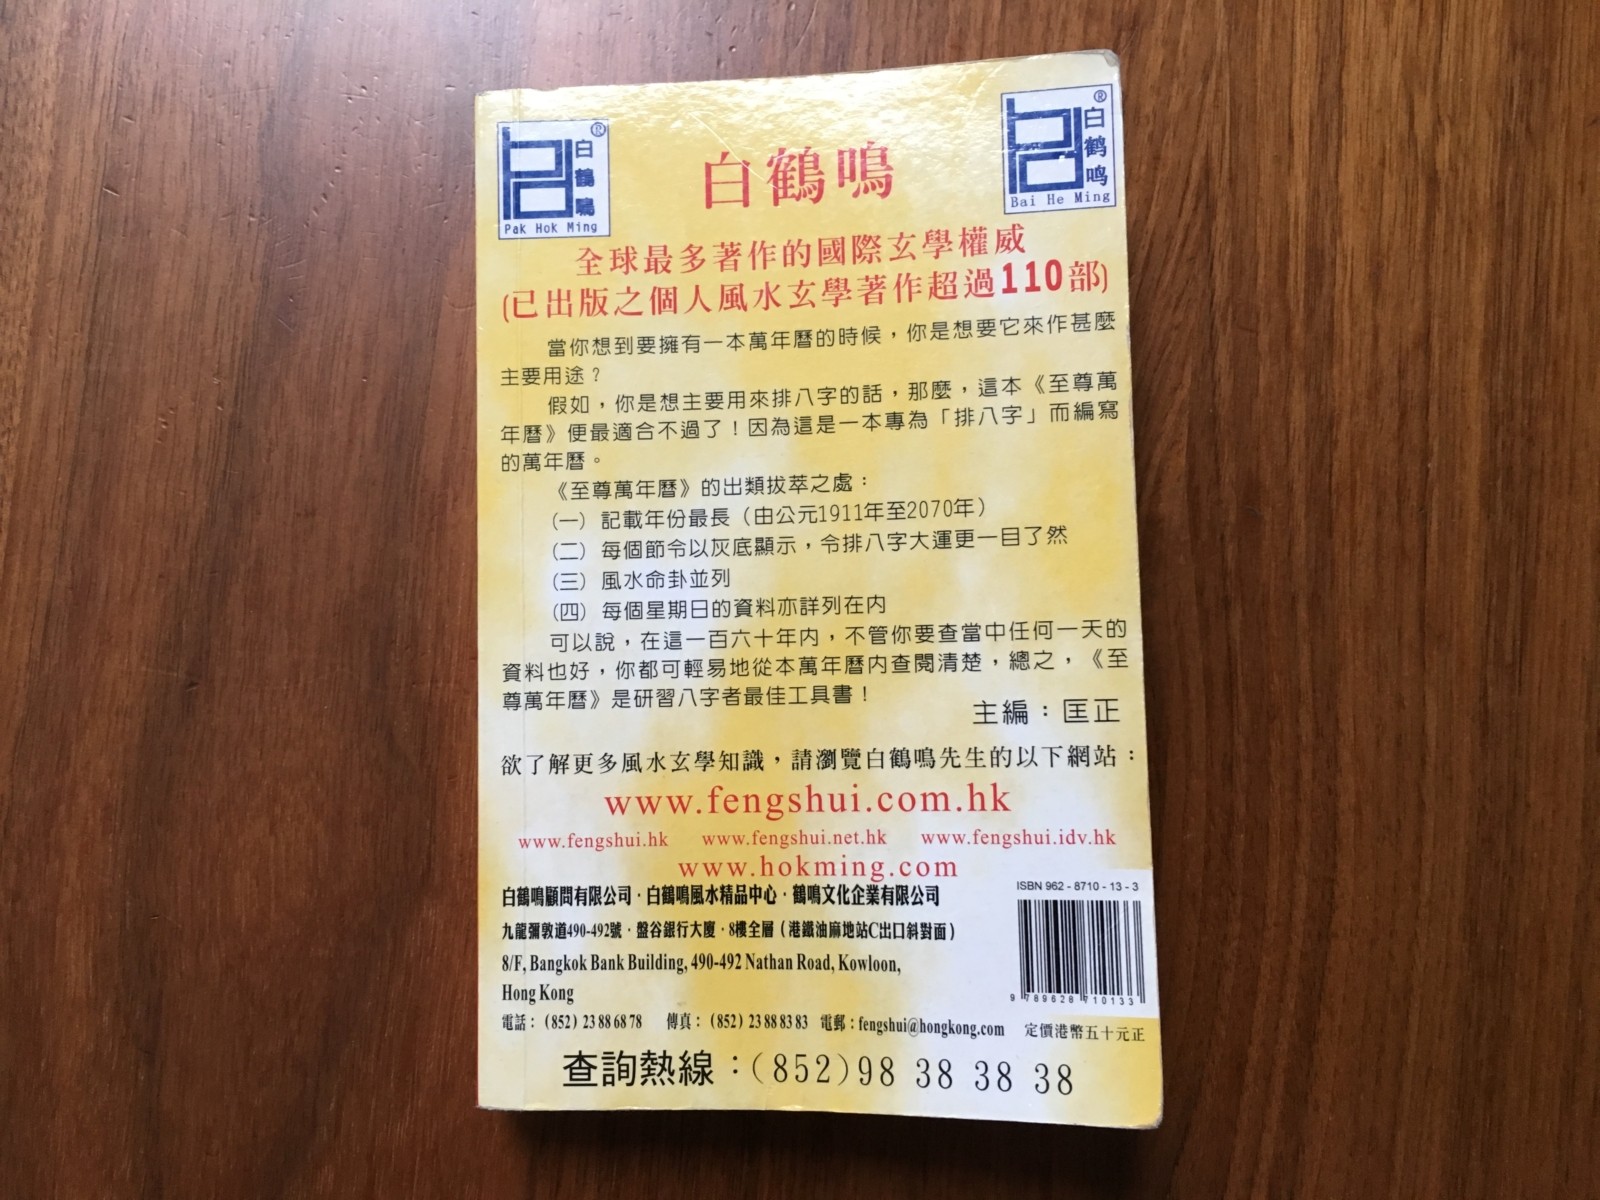 白鶴鳴®
Pak Hok Ming
白鶴鳴
白鹤鸣®
Bai He Ming
全球最多著作的國際玄學權威
(已出版之個人風水玄學著作超過110部)
當你想到要擁有一本萬年曆的時候，你是想要它來作甚麼
主要用途？
假如，你是想主要用來排八字的話，那麼，這本《至尊萬
年曆》便最適合不過了！因為這是一本專為「排八字」而編寫
的萬年曆。
《至尊萬年曆》的出類拔萃之處：
(一) 記載年份最長（由公元1911年至2070年）
(二) 每個節令以灰底顯示，令排八字大運更一目了然
(三) 風水命卦並列
(四) 每個星期日的資料亦詳列在內
可以說，在這一百六十年內，不管你要查當中任何一天的
資料也好，你都可輕易地從本萬年曆內查閱清楚，總之，《至
尊萬年曆》是研習八字者最佳工具書！
主編：匡正
欲了解更多風水玄學知識，請瀏覽白鶴鳴先生的以下網站：
www.fengshui.com.hk
www.fengshui.hk www.fengshui.net.hk www.fengshui.idv.hk
www.hokming.com
白鶴鳴顧問有限公司·白鶴鳴風水精品中心·鶴鳴文化企業有限公司
九龍彌敦道490-492號·盤谷銀行大廈·8樓全層（港鐵油麻地站C出口斜對面）
8/F, Bangkok Bank Building, 490-492 Nathan Road, Kowloon,
Hong Kong
電話：(852) 23 88 68 78 傳真：(852) 23 88 83 83 電郵：fengshui@hongkong.com
查詢熱線：(852)98 38 38 38
ISBN 962-8710-13-3
9 789628 710133
定價港幣五十元正